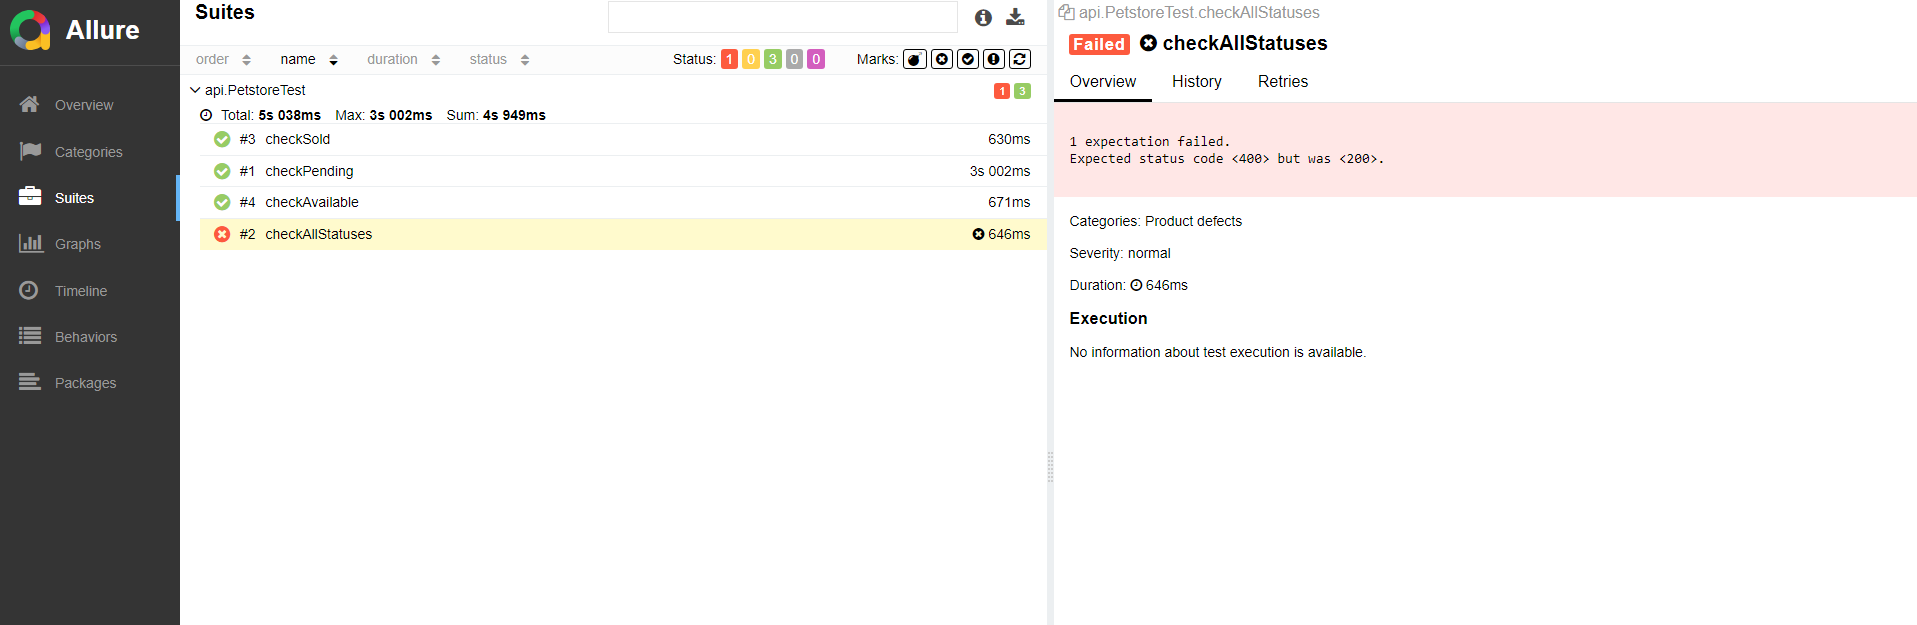 Allure
Overview
Categories
Suites
Graphs
Timeline
Behaviors
Packages
Suites
order name duration status Status: 1 0 3 0 0 Marks:
api.PetstoreTest 1 3
Total: 5s 038ms Max: 3s 002ms Sum: 4s 949ms
#3 checkSold 630ms
#1 checkPending 3s 002ms
#4 checkAvailable 671ms
#2 checkAllStatuses 646ms
api.PetstoreTest.checkAllStatuses
Failed checkAllStatuses
Overview History Retries
1 expectation failed.
Expected status code <400> but was <200>.
Categories: Product defects
Severity: normal
Duration: 646ms
Execution
No information about test execution is available.